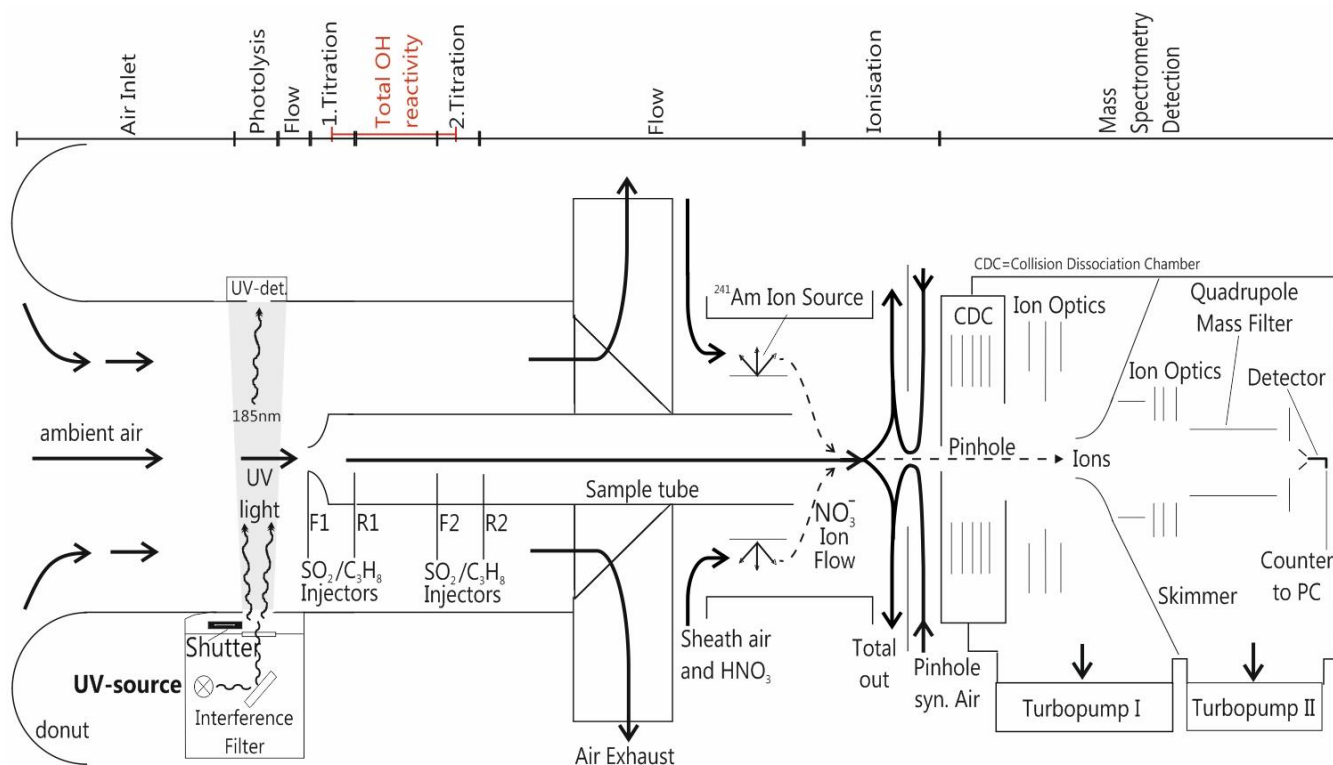 Air Inlet
Photolysis
Flow
1.Titration
Total OH
reactivity
2.Titration
Flow
Ionisation
Mass
Spectrometry
Detection
CDC=Collision Dissociation Chamber
UV-det.
241Am Ion Source
CDC
Ion Optics
Quadrupole
Mass Filter
Ion Optics
Detector
185nm
ambient air
UV
light
Pinhole
Ions
Sample tube
F1
R1
F2
R2
NO3-
Ion
Flow
SO2/C3H8
Injectors
SO2/C3H8
Injectors
Counter
to PC
Skimmer
Shutter
Sheath air
and HNO3
Total
out
Pinhole
syn. Air
UV-source
Interference
Filter
donut
Turbopump I
Turbopump II
Air Exhaust